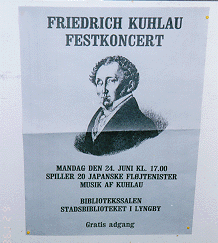 FRIEDRICH KUHLAU
FESTKONCERT
MANDAG DEN 24. JUNI KL. 17.00
SPILLER 20 JAPANSKE FLØJTENISTER
MUSIK AF KUHLAU
BIBLIOTEKSSALEN
STADSBIBLIOTEKET I LYNGBY
Gratis adgang